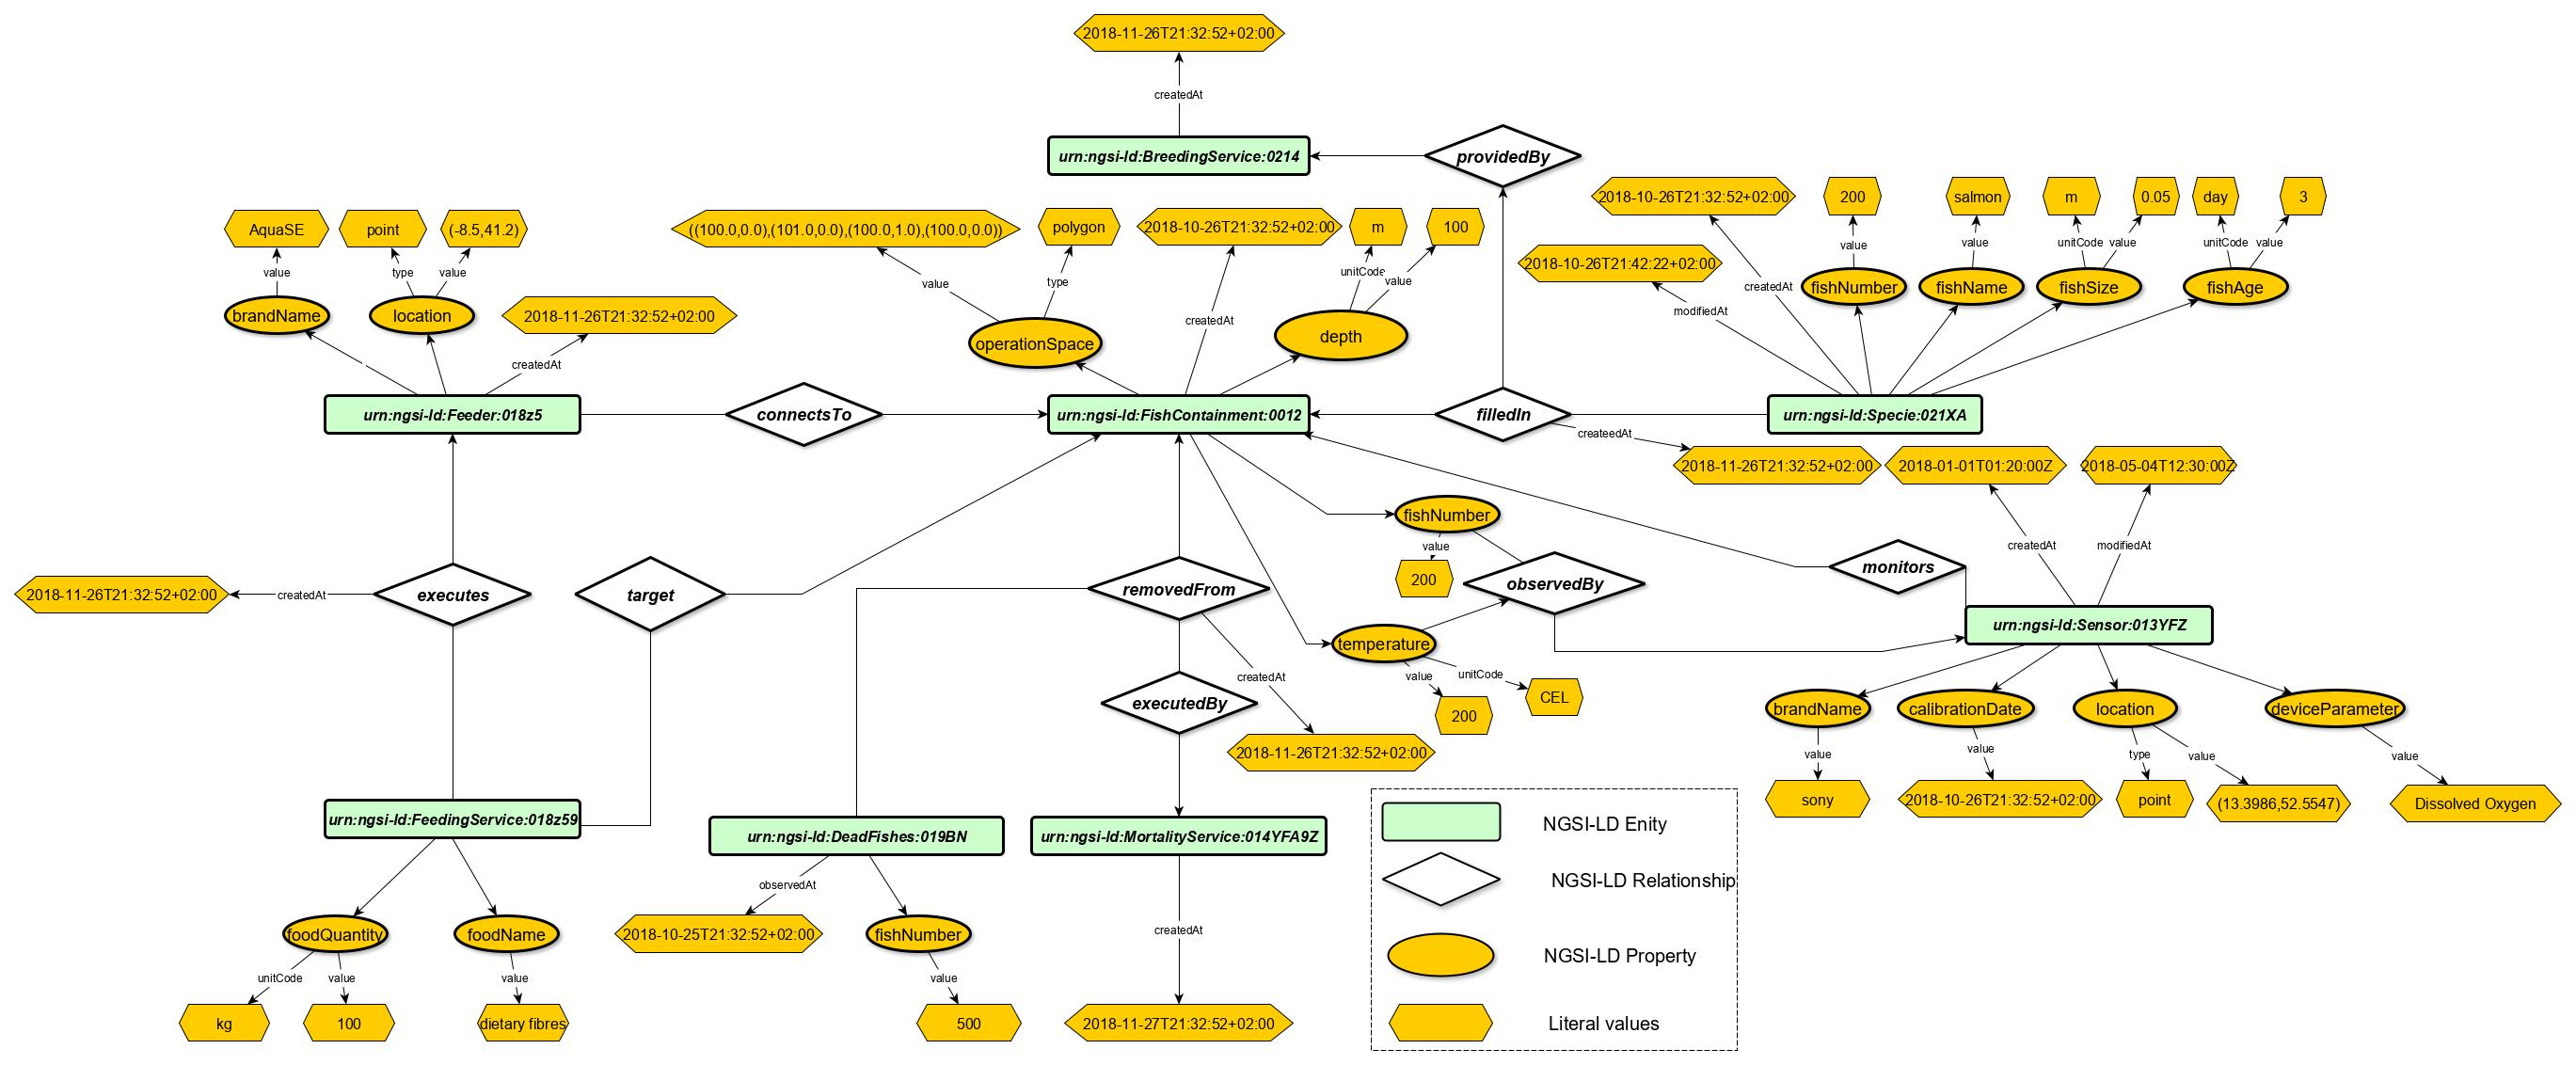 2018-11-26T21:32:52+02:00
createdAt
urn:ngsi-ld:BreedingService:0214
providedBy
2018-10-26T21:32:52+02:00
200
salmon
m
0.05
day
3
AquaSE
point
(-8.5,41.2)
((100.0,0.0),(101.0,0.0),(100.0,1.0),(100.0,0.0))
polygon
2018-10-26T21:32:52+02:00
m
100
value
unitCode
value
unitCode
value
2018-10-26T21:42:22+02:00
value
type
value
value
type
unitCode
value
createdAt
fishNumber
fishName
fishSize
fishAge
brandName
location
2018-11-26T21:32:52+02:00
createdAt
modifiedAt
operationSpace
depth
createdAt
urn:ngsi-ld:Feeder:018z5
connectsTo
urn:ngsi-ld:FishContainment:0012
filledIn
urn:ngsi-ld:Specie:021XA
createedAt
2018-11-26T21:32:52+02:00
2018-01-01T01:20:00Z
2018-05-04T12:30:00Z
fishNumber
value
createdAt
modifiedAt
200
observedBy
monitors
2018-11-26T21:32:52+02:00
createdAt
executes
target
removedFrom
urn:ngsi-ld:Sensor:013YFZ
temperature
createdAt
value
unitCode
CEL
200
executedBy
brandName
calibrationDate
location
deviceParameter
2018-11-26T21:32:52+02:00
value
value
type
value
value
sony
2018-10-26T21:32:52+02:00
point
(13.3986,52.5547)
Dissolved Oxygen
urn:ngsi-ld:FeedingService:018z59
urn:ngsi-ld:DeadFishes:019BN
urn:ngsi-ld:MortalityService:014YFA9Z
NGSI-LD Enity
observedAt
NGSI-LD Relationship
foodQuantity
foodName
2018-10-25T21:32:52+02:00
fishNumber
createdAt
NGSI-LD Property
unitCode
value
value
value
kg
100
dietary fibres
500
2018-11-27T21:32:52+02:00
Literal values